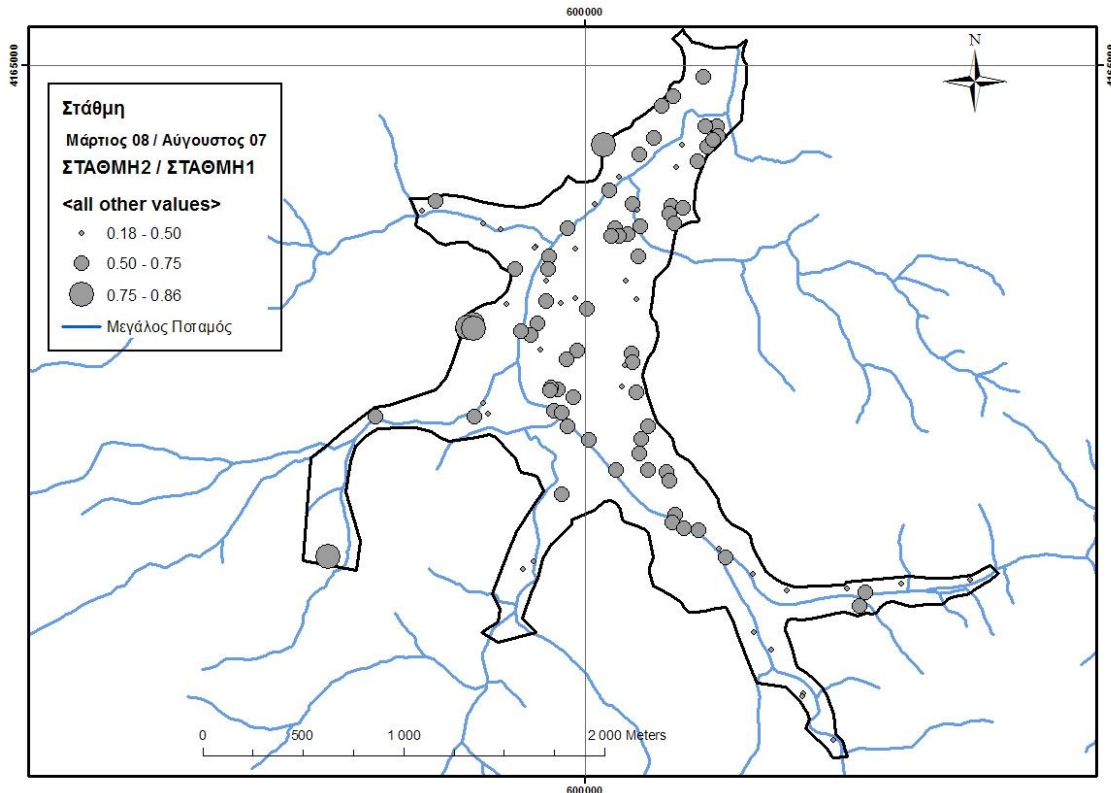 600000
4165000
4165000
N
Στάθμη
Μάρτιος 08 / Αύγουστος 07
ΣΤΑΘΜΗ2 / ΣΤΑΘΜΗ1
<all other values>
0.18 - 0.50
0.50 - 0.75
0.75 - 0.86
Μεγάλος Ποταμός
0 500 1 000 2 000 Meters
600000